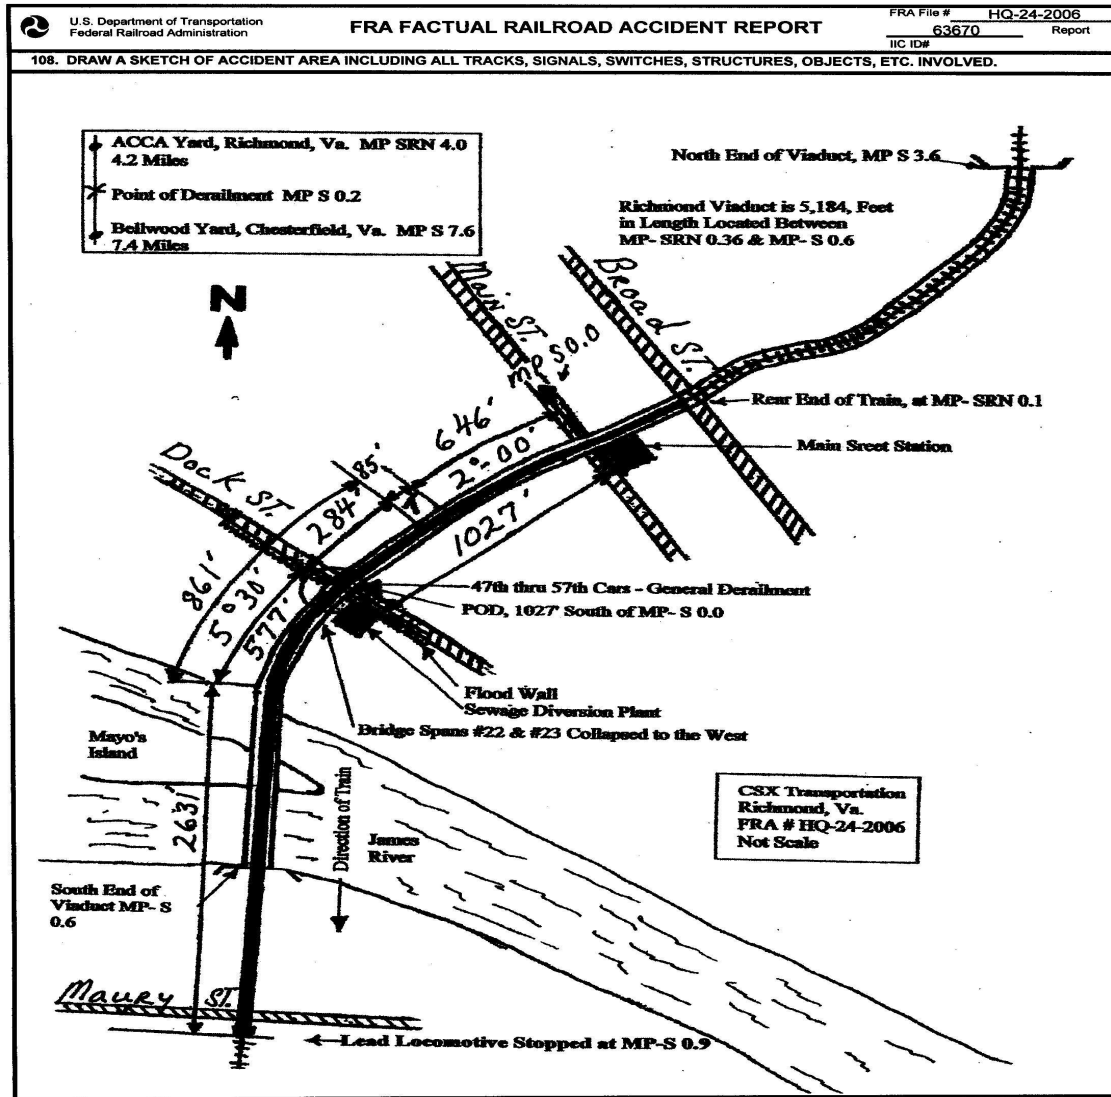 U.S. Department of Transportation
Federal Railroad Administration
FRA FACTUAL RAILROAD ACCIDENT REPORT
FRA File # HQ-24-2006
63670 Report
IIC ID#
108. DRAW A SKETCH OF ACCIDENT AREA INCLUDING ALL TRACKS, SIGNALS, SWITCHES, STRUCTURES, OBJECTS, ETC. INVOLVED.
ACCA Yard, Richmond, Va. MP SRN 4.0
4.2 Miles
Point of Derailment MP S 0.2
Bellwood Yard, Chesterfield, Va. MP S 7.6
7.4 Miles
North End of Viaduct, MP S 3.6
Richmond Viaduct is 5,184, Feet
in Length Located Between
MP- SRN 0.36 & MP- S 0.6
N
Main ST.
MP S 0.0
Broad ST.
Rear End of Train, at MP- SRN 0.1
Main Sreet Station
646'
2°-00'
85'
1027'
Dock ST.
284'
861'
5°30'
577'
47th thru 57th Cars - General Derailment
POD, 1027' South of MP- S 0.0
Flood Wall
Sewage Diversion Plant
Bridge Spans #22 & #23 Collapsed to the West
Mayo's
Island
2631'
Direction of Train
James
River
CSX Transportation
Richmond, Va.
FRA # HQ-24-2006
Not Scale
South End of
Viaduct MP- S
0.6
Maury ST.
Lead Locomotive Stopped at MP-S 0.9